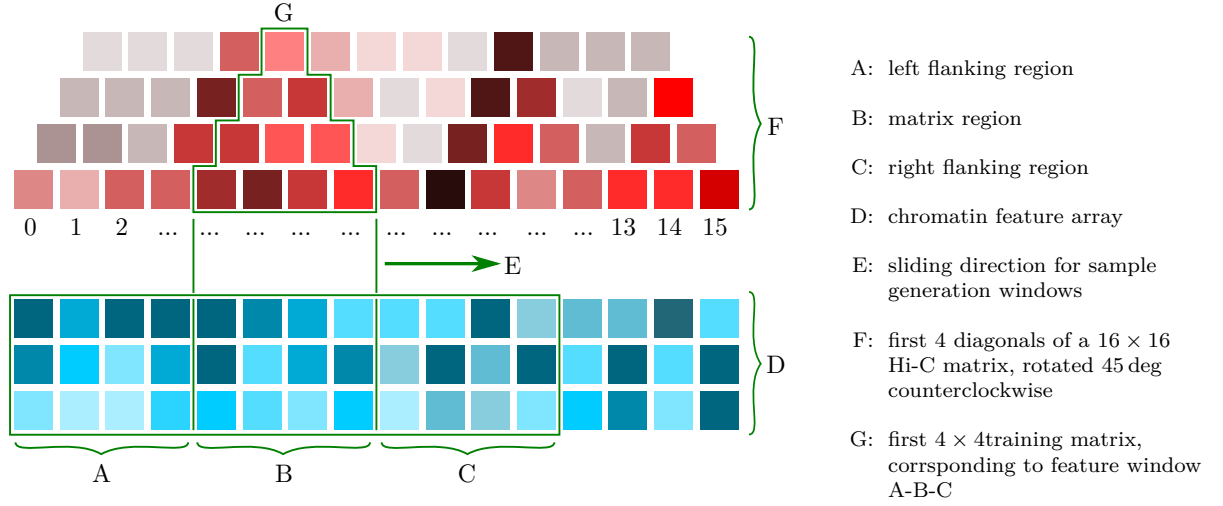 G
F
0 1 2 ... ... ... ... ... ... ... ... ... ... 13 14 15
E
D
A B C
A: left flanking region
B: matrix region
C: right flanking region
D: chromatin feature array
E: sliding direction for sample
generation windows
F: first 4 diagonals of a 16 × 16
Hi-C matrix, rotated 45 deg
counterclockwise
G: first 4 × 4training matrix,
corrsponding to feature window
A-B-C